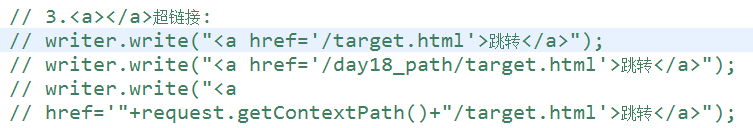 // 3.<a></a>超链接:
// writer.write("<a href='/target.html'>跳转</a>");
// writer.write("<a href='/day18_path/target.html'>跳转</a>");
// writer.write("<a
// href='"+request.getContextPath()+"/target.html'>跳转</a>");